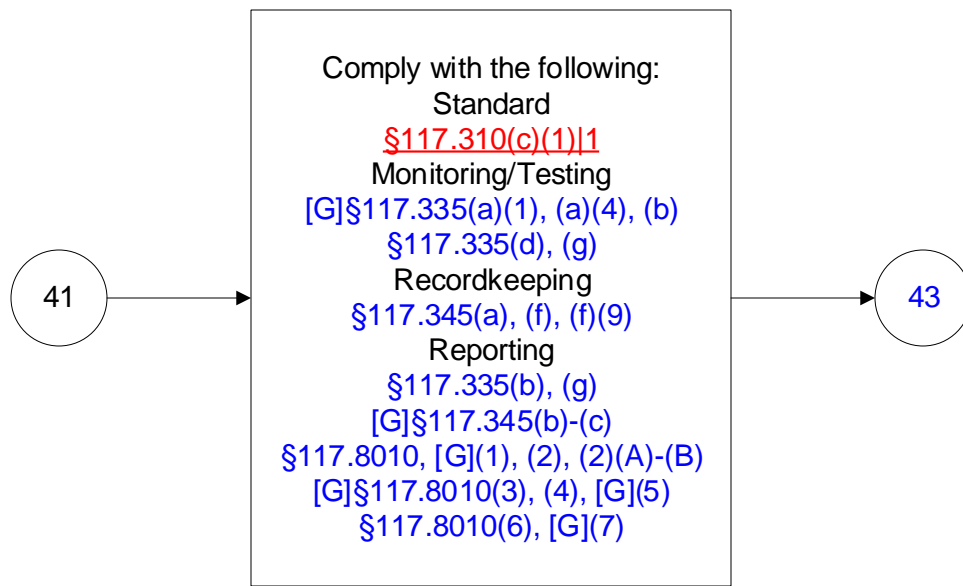 Comply with the following:
Standard
§117.310(c)(1)|1
Monitoring/Testing
[G]§117.335(a)(1), (a)(4), (b)
§117.335(d), (g)
41
43
Recordkeeping
§117.345(a), (f), (f)(9)
Reporting
§117.335(b), (g)
[G]§117.345(b)-(c)
§117.8010, [G](1), (2), (2)(A)-(B)
[G]§117.8010(3), (4), [G](5)
§117.8010(6), [G](7)